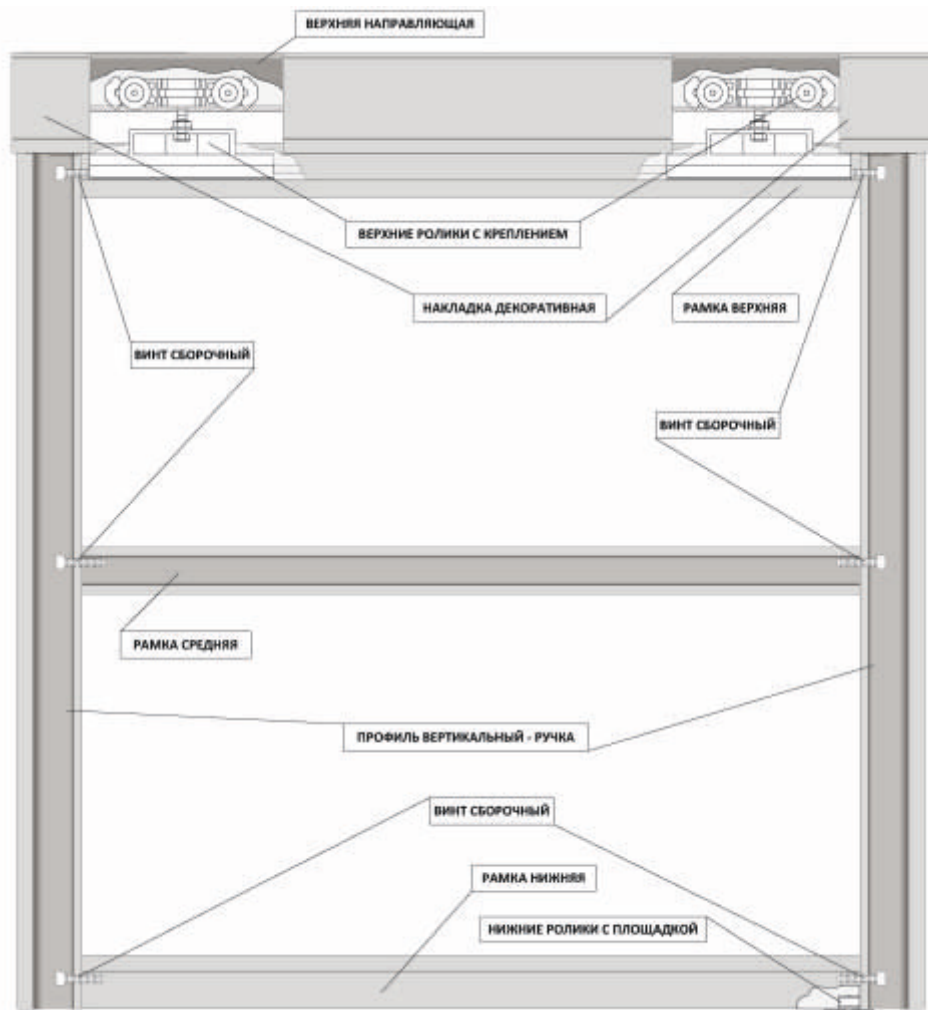 ВЕРХНЯЯ НАПРАВЛЯЮЩАЯ
ВЕРХНИЕ РОЛИКИ С КРЕПЛЕНИЕМ
НАКЛАДКА ДЕКОРАТИВНАЯ
РАМКА ВЕРХНЯЯ
ВИНТ СБОРОЧНЫЙ
ВИНТ СБОРОЧНЫЙ
РАМКА СРЕДНЯЯ
ПРОФИЛЬ ВЕРТИКАЛЬНЫЙ - РУЧКА
ВИНТ СБОРОЧНЫЙ
РАМКА НИЖНЯЯ
НИЖНИЕ РОЛИКИ С ПЛОЩАДКОЙ